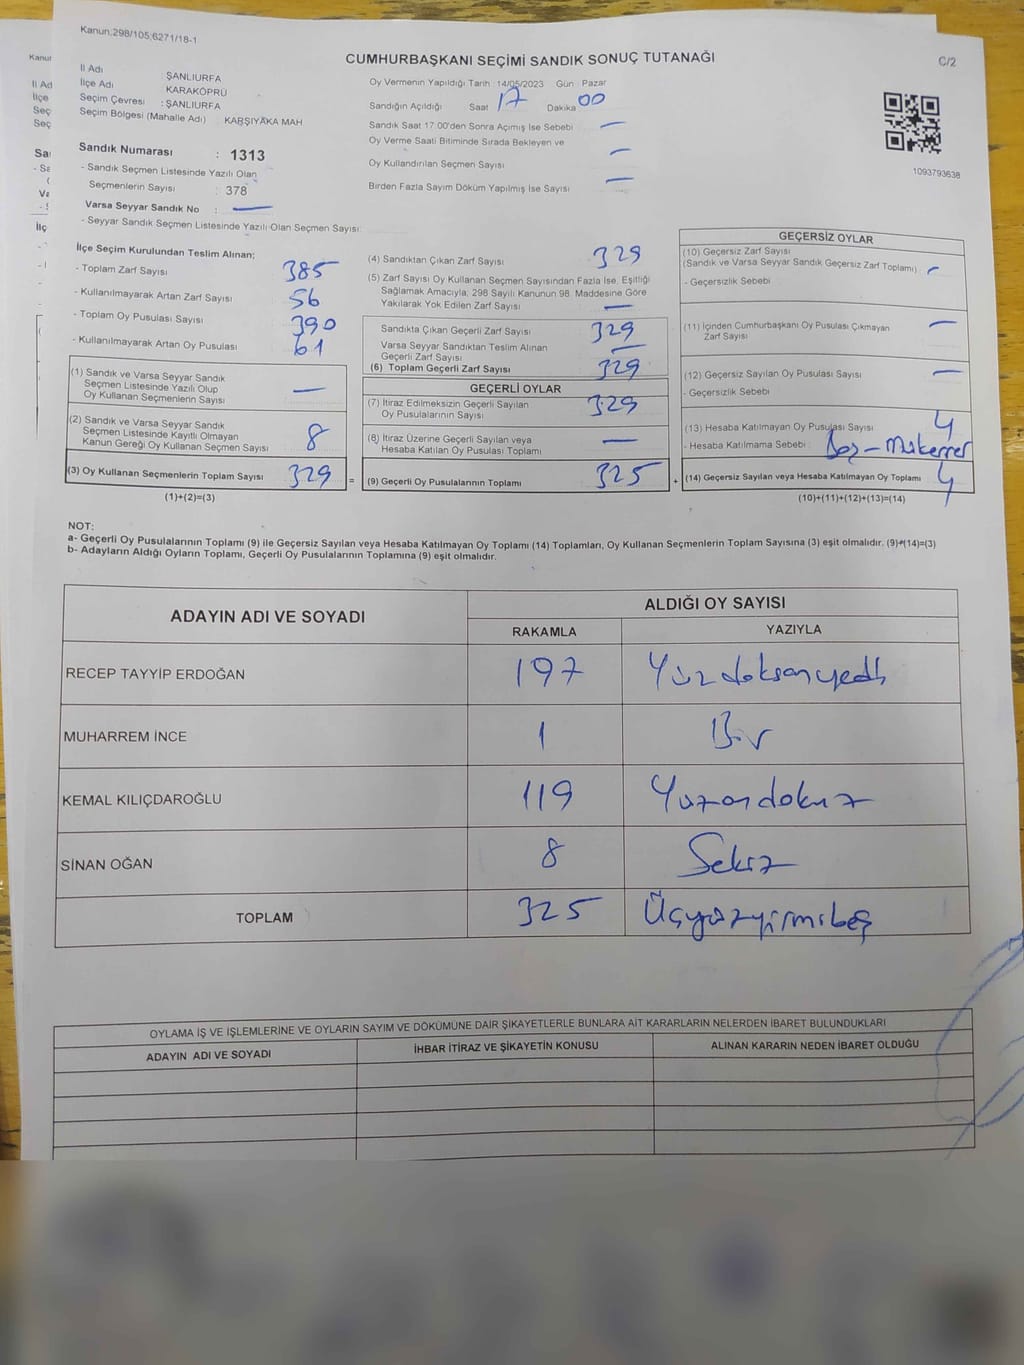 Kanun:298/105,6271/18-1
CUMHURBAŞKANI SEÇİMİ SANDIK SONUÇ TUTANAĞI
C/2
İl Adı ŞANLIURFA
İlçe Adı KARAKÖPRÜ
Seçim Çevresi : ŞANLIURFA
Seçim Bölgesi (Mahalle Adı) : KARŞIYAKA MAH
Sandık Numarası : 1313
- Sandık Seçmen Listesinde Yazılı Olan
Seçmenlerin Sayısı : 378
Varsa Seyyar Sandık No : —
- Seyyar Sandık Seçmen Listesinde Yazılı Olan Seçmen Sayısı:
Oy Vermenin Yapıldığı Tarih 14/05/2023 Gün Pazar
Sandığın Açıldığı Saat 17 Dakika 00
Sandık Saat 17.00'den Sonra Açımış İse Sebebi —
Oy Verme Saati Bitiminde Sırada Bekleyen ve
Oy Kullandırılan Seçmen Sayısı —
Birden Fazla Sayım Döküm Yapılmış İse Sayısı —
1093793638
İlçe Seçim Kurulundan Teslim Alınan;
- Toplam Zarf Sayısı 385
- Kullanılmayarak Artan Zarf Sayısı 56
- Toplam Oy Pusulası Sayısı 390
- Kullanılmayarak Artan Oy Pusulası 61
(1) Sandık ve Varsa Seyyar Sandık
Seçmen Listesinde Yazılı Olup
Oy Kullanan Seçmenlerin Sayısı —
(2) Sandık ve Varsa Seyyar Sandık
Seçmen Listesinde Kayıtlı Olmayan
Kanun Gereği Oy Kullanan Seçmen Sayısı 8
(3) Oy Kullanan Seçmenlerin Toplam Sayısı 329 =
(1)+(2)=(3)
(4) Sandıktan Çıkan Zarf Sayısı 329
(5) Zarf Sayısı Oy Kullanan Seçmen Sayısından Fazla İse, Eşitliği
Sağlamak Amacıyla; 298 Sayılı Kanunun 98. Maddesine Göre
Yakılarak Yok Edilen Zarf Sayısı —
Sandıkta Çıkan Geçerli Zarf Sayısı 329
Varsa Seyyar Sandıktan Teslim Alınan
Geçerli Zarf Sayısı —
(6) Toplam Geçerli Zarf Sayısı 329
GEÇERLİ OYLAR
(7) İtiraz Edilmeksizin Geçerli Sayılan
Oy Pusulalarının Sayısı 329
(8) İtiraz Üzerine Geçerli Sayılan veya
Hesaba Katılan Oy Pusulası Toplamı —
(9) Geçerli Oy Pusulalarının Toplamı 325 +
GEÇERSİZ OYLAR
(10) Geçersiz Zarf Sayısı
(Sandık ve Varsa Seyyar Sandık Geçersiz Zarf Toplamı) —
- Geçersizlik Sebebi
(11) İçinden Cumhurbaşkanı Oy Pusulası Çıkmayan
Zarf Sayısı —
(12) Geçersiz Sayılan Oy Pusulası Sayısı —
- Geçersizlik Sebebi
(13) Hesaba Katılmayan Oy Pusulası Sayısı 4
- Hesaba Katılmama Sebebi Boş - Mükerrer
(14) Geçersiz Sayılan veya Hesaba Katılmayan Oy Toplamı 4
(10)+(11)+(12)+(13)=(14)
NOT:
a- Geçerli Oy Pusulalarının Toplamı (9) ile Geçersiz Sayılan veya Hesaba Katılmayan Oy Toplamı (14) Toplamları, Oy Kullanan Seçmenlerin Toplam Sayısına (3) eşit olmalıdır. (9)+(14)=(3)
b- Adayların Aldığı Oyların Toplamı, Geçerli Oy Pusulalarının Toplamına (9) eşit olmalıdır.
ADAYIN ADI VE SOYADI
ALDIĞI OY SAYISI
RAKAMLA YAZIYLA
RECEP TAYYİP ERDOĞAN 197 Yüzdoksanyedi
MUHARREM İNCE 1 Bir
KEMAL KILIÇDAROĞLU 119 Yüzondokuz
SİNAN OĞAN 8 Sekiz
TOPLAM 325 Üçyüzyirmibeş
OYLAMA İŞ VE İŞLEMLERİNE VE OYLARIN SAYIM VE DÖKÜMÜNE DAİR ŞİKAYETLERLE BUNLARA AİT KARARLARIN NELERDEN İBARET BULUNDUKLARI
ADAYIN ADI VE SOYADI İHBAR İTİRAZ VE ŞİKAYETİN KONUSU ALINAN KARARIN NEDEN İBARET OLDUĞU